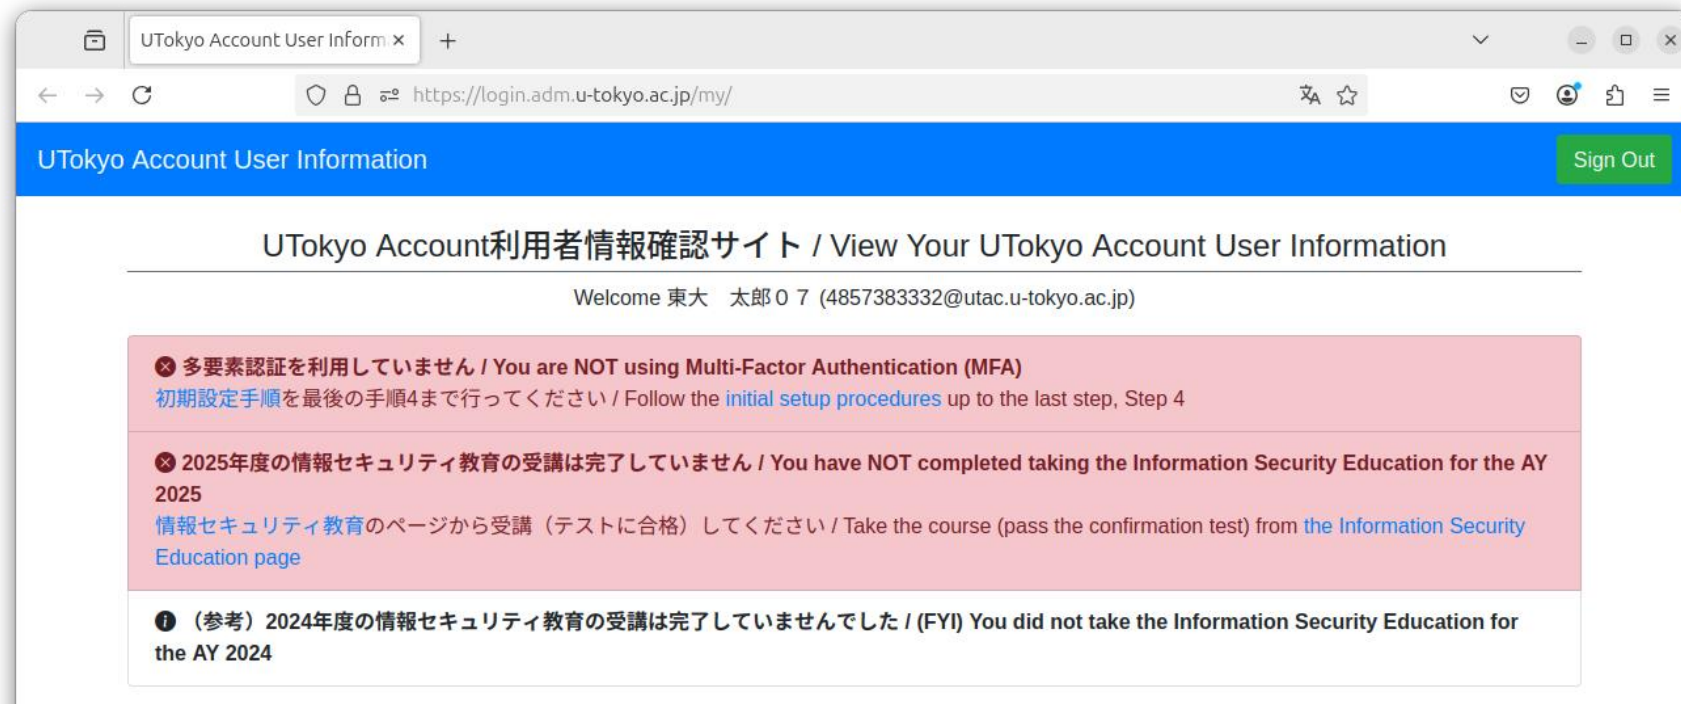 UTokyo Account User Inform
https://login.adm.u-tokyo.ac.jp/my/
UTokyo Account User Information
Sign Out
UTokyo Account利用者情報確認サイト / View Your UTokyo Account User Information
Welcome 東大　太郎０７ (4857383332@utac.u-tokyo.ac.jp)
多要素認証を利用していません / You are NOT using Multi-Factor Authentication (MFA)
初期設定手順を最後の手順4まで行ってください / Follow the initial setup procedures up to the last step, Step 4
2025年度の情報セキュリティ教育の受講は完了していません / You have NOT completed taking the Information Security Education for the AY
2025
情報セキュリティ教育のページから受講（テストに合格）してください / Take the course (pass the confirmation test) from the Information Security
Education page
（参考）2024年度の情報セキュリティ教育の受講は完了していませんでした / (FYI) You did not take the Information Security Education for
the AY 2024